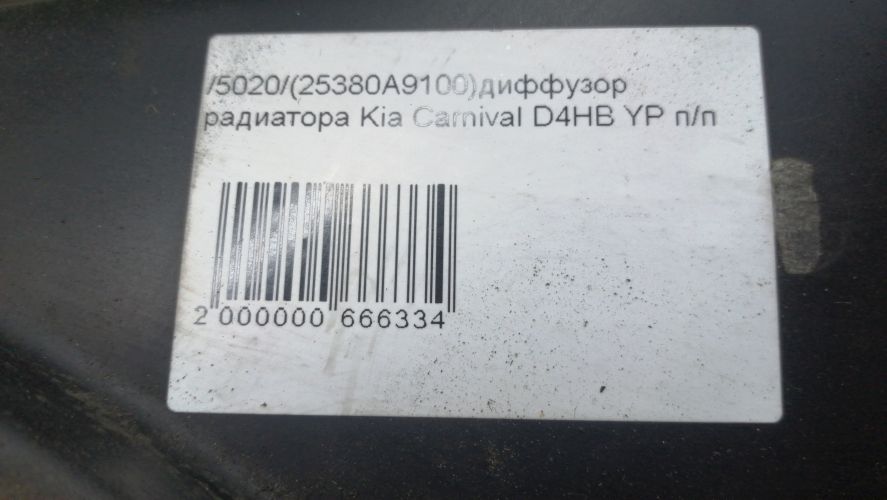 /5020/(25380A9100)диффузор
радиатора Kia Carnival D4HB YP п/п
2 000000 666334